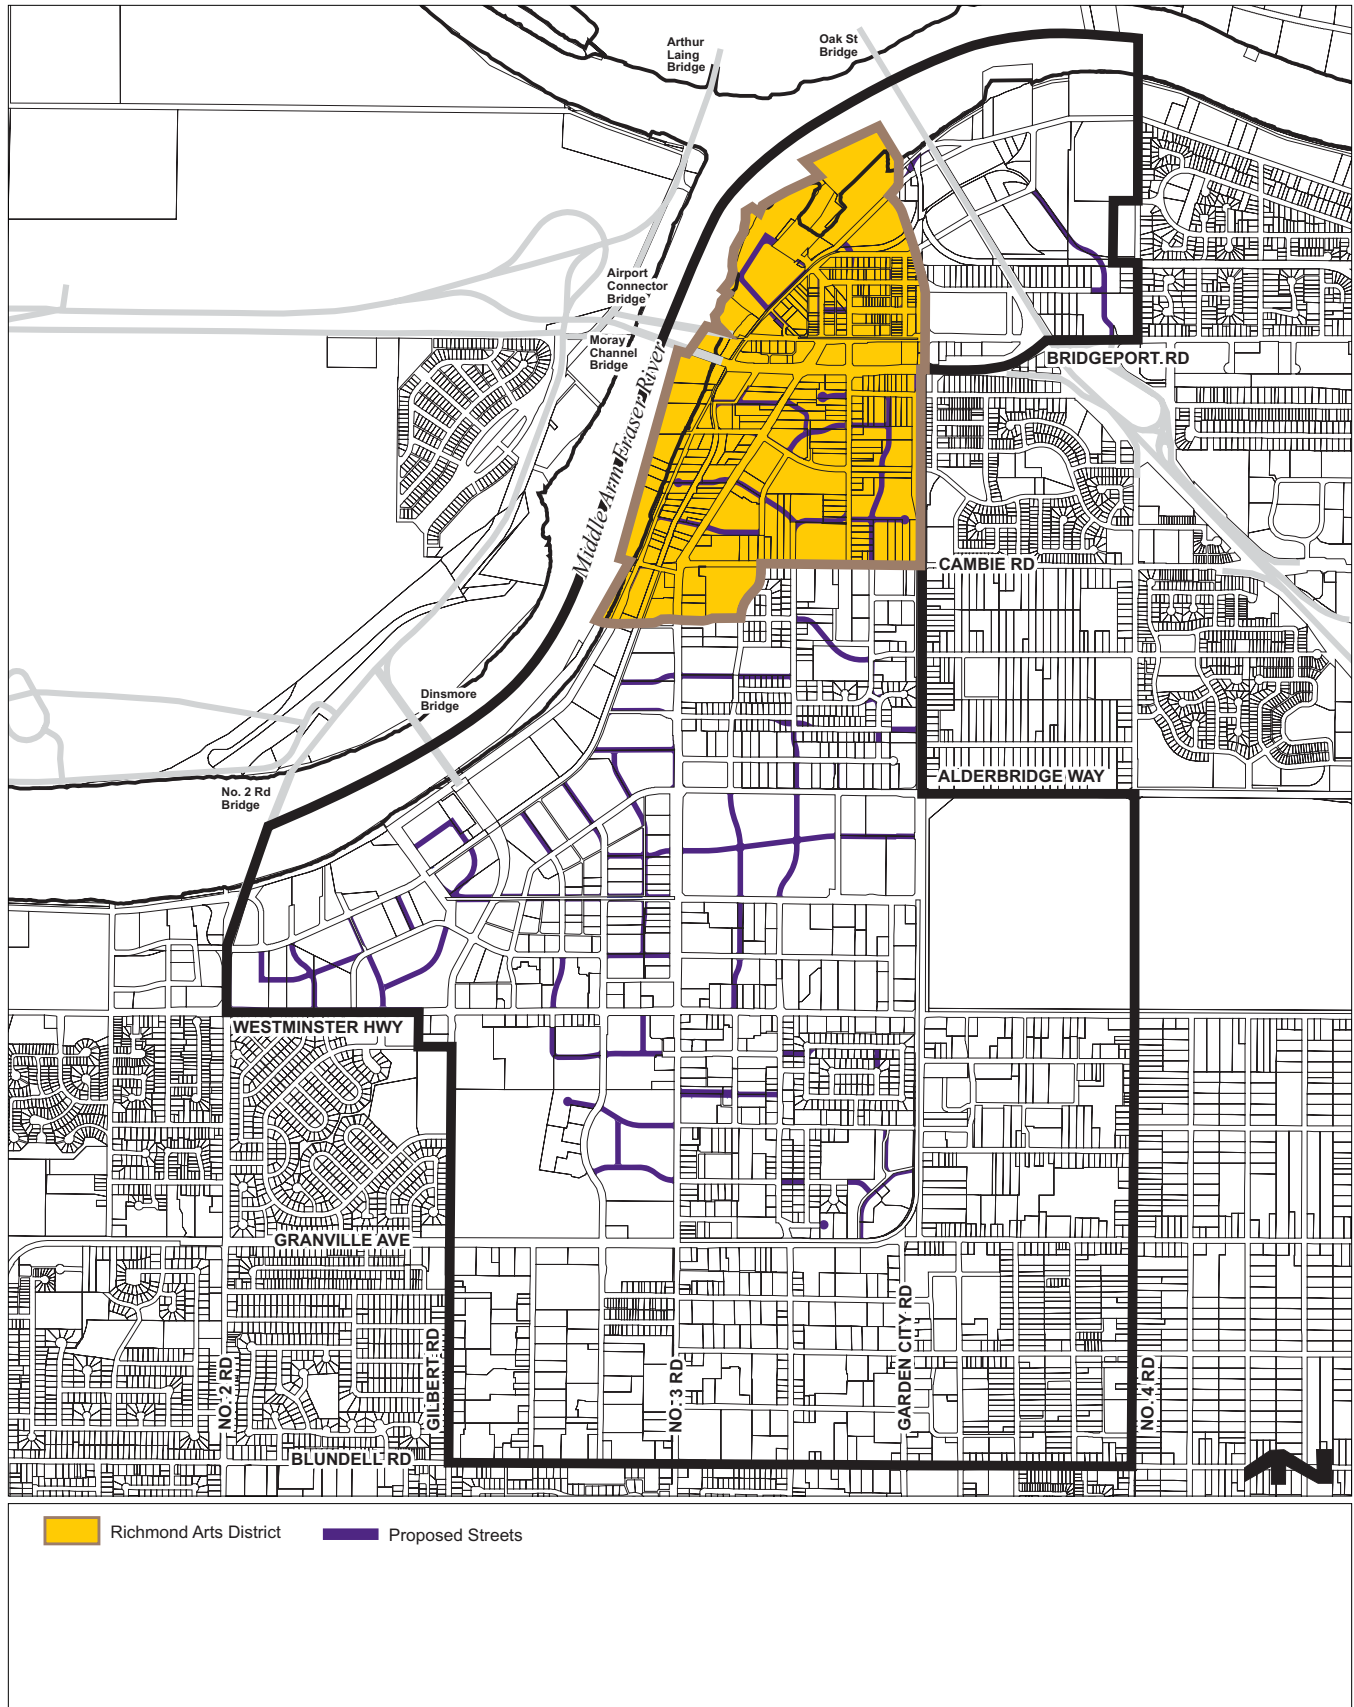 Arthur
Laing
Bridge
Oak St
Bridge
Airport
Connector
Bridge
Moray
Channel
Bridge
Middle Arm Fraser River
BRIDGEPORT RD
CAMBIE RD
Dinsmore
Bridge
No. 2 Rd
Bridge
ALDERBRIDGE WAY
WESTMINSTER HWY
GRANVILLE AVE
NO. 2 RD
GILBERT RD
NO. 3 RD
GARDEN CITY RD
NO. 4 RD
BLUNDELL RD
Richmond Arts District
Proposed Streets